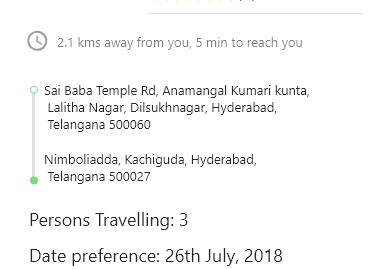 2.1 kms away from you, 5 min to reach you
Sai Baba Temple Rd, Anamangal Kumari kunta,
Lalitha Nagar, Dilsukhnagar, Hyderabad,
Telangana 500060
Nimboliadda, Kachiguda, Hyderabad,
Telangana 500027
Persons Travelling: 3
Date preference: 26th July, 2018